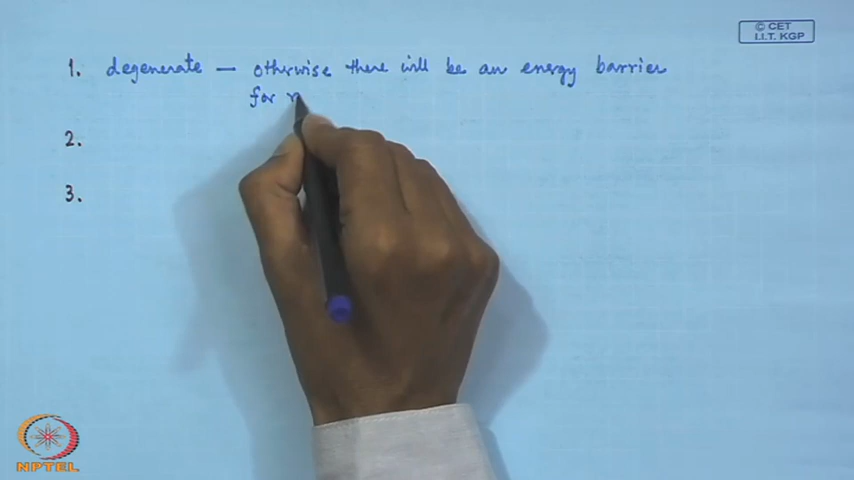 © CET
I.I.T. KGP
1. degenerate — otherwise there will be an energy barrier
for
2.
3.
NPTEL